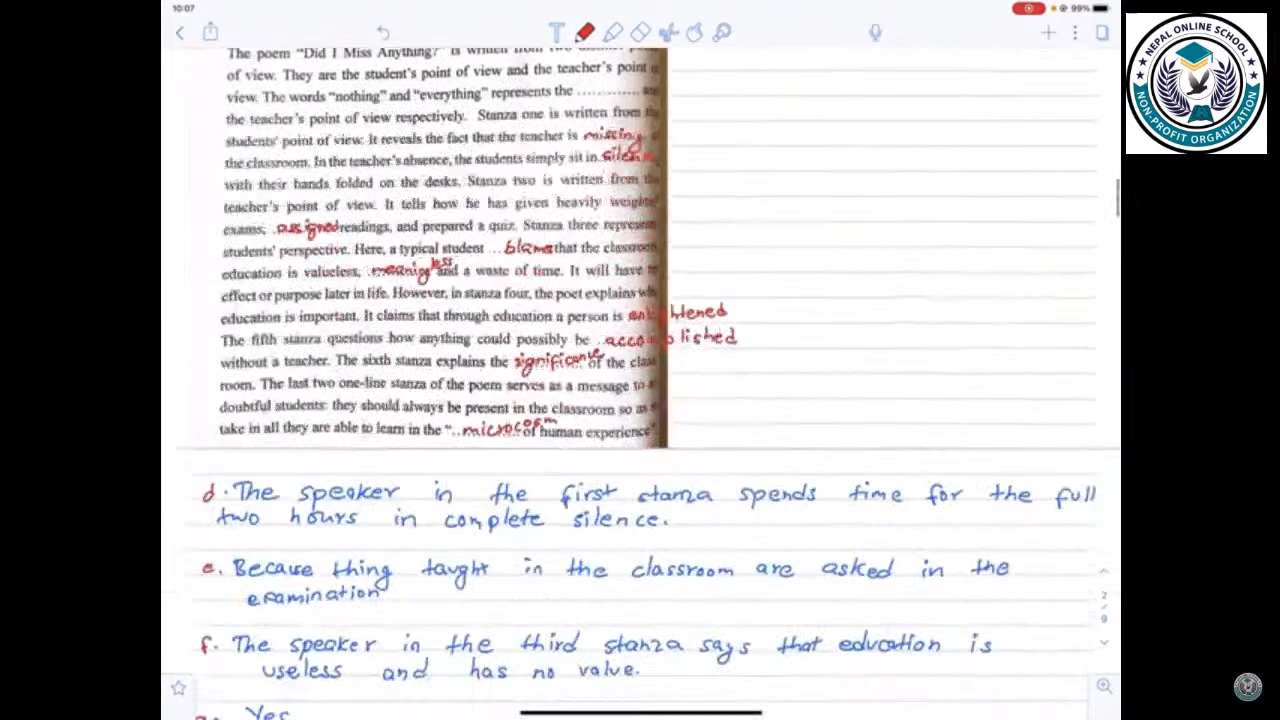 10:07
99%
NEPAL ONLINE SCHOOL
NON-PROFIT ORGANIZATION
The poem "Did I Miss Anything?" is written from two
of view. They are the student's point of view and the teacher's point
view. The words "nothing" and "everything" represents the ..............
the teacher's point of view respectively. Stanza one is written from the
students' point of view. It reveals the fact that the teacher is missing
the classroom. In the teacher's absence, the students simply sit in silence
with their hands folded on the desks. Stanza two is written from the
teacher's point of view. It tells how he has given heavily weighted
exams, assigned readings, and prepared a quiz. Stanza three represents
students' perspective. Here, a typical student ...blame that the classroom
education is valueless, meaningless and a waste of time. It will have
effect or purpose later in life. However, in stanza four, the poet explains
education is important. It claims that through education a person is enlightened
The fifth stanza questions how anything could possibly be ..accomplished
without a teacher. The sixth stanza explains the significance of the class
room. The last two one-line stanza of the poem serves as a message to
doubtful students: they should always be present in the classroom so as
take in all they are able to learn in the "..microcosm of human experience"
d. The speaker in the first stanza spends time for the full
two hours in complete silence.
e. Because thing taught in the classroom are asked in the
examination
f. The speaker in the third stanza says that education is
useless and has no value.
g. Yes
2
/
9